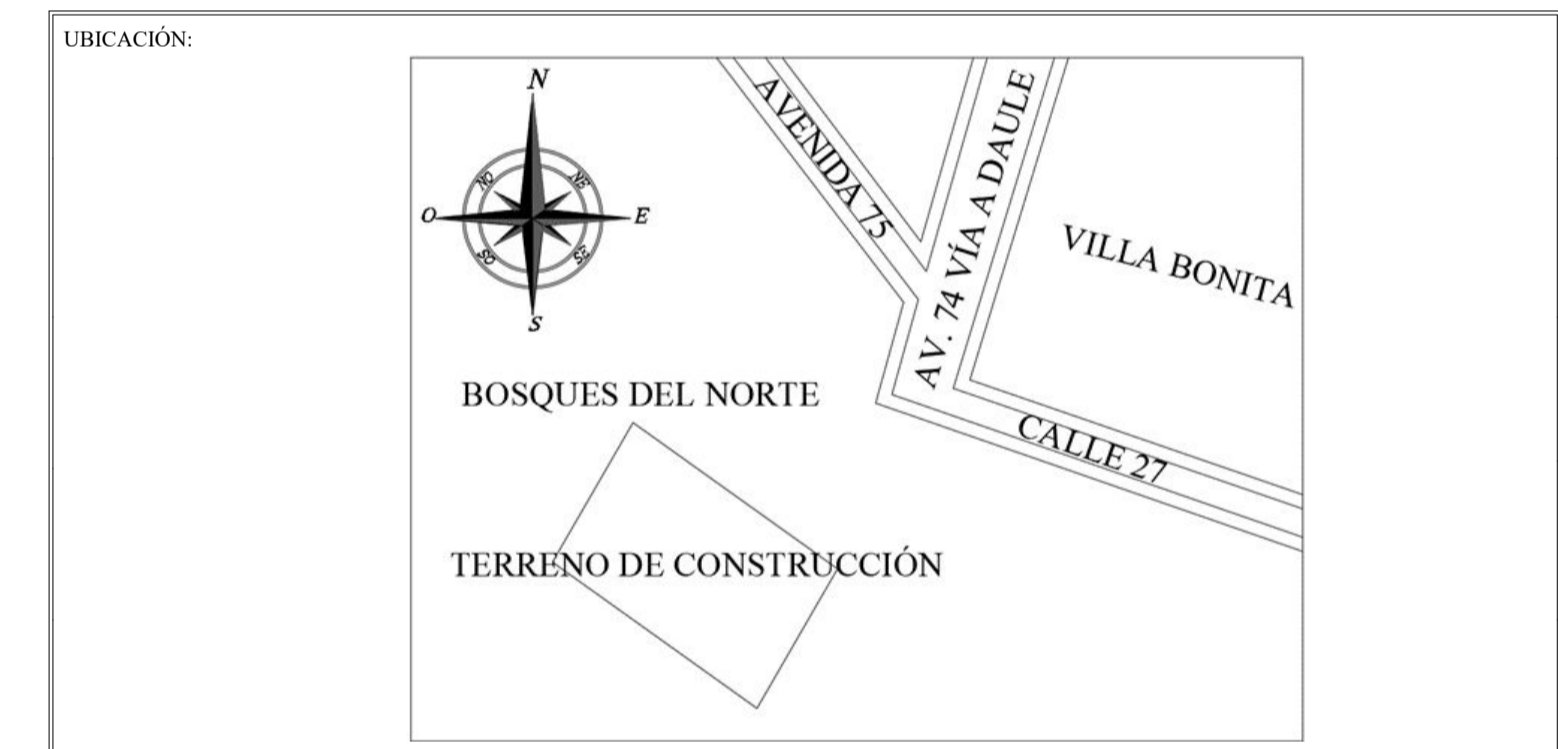 UBICACIÓN:
N
NO
NE
O
E
SO
SE
S
AVENIDA 75
AV. 74 VÍA A DAULE
VILLA BONITA
BOSQUES DEL NORTE
CALLE 27
TERRENO DE CONSTRUCCIÓN